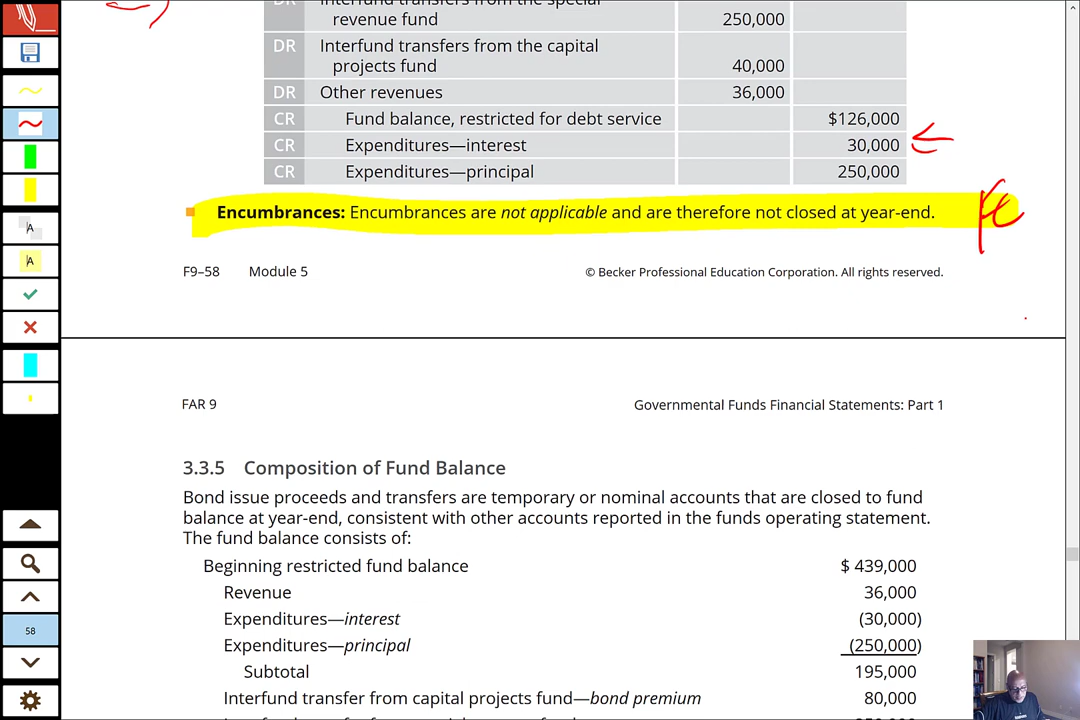 Interfund transfers from the special
DR revenue fund 250,000
DR Interfund transfers from the capital
projects fund 40,000
DR Other revenues 36,000
CR Fund balance, restricted for debt service $126,000
CR Expenditures—interest 30,000
CR Expenditures—principal 250,000
Encumbrances: Encumbrances are not applicable and are therefore not closed at year-end.
F9–58 Module 5 © Becker Professional Education Corporation. All rights reserved.
FAR 9 Governmental Funds Financial Statements: Part 1
3.3.5 Composition of Fund Balance
Bond issue proceeds and transfers are temporary or nominal accounts that are closed to fund
balance at year-end, consistent with other accounts reported in the funds operating statement.
The fund balance consists of:
Beginning restricted fund balance $ 439,000
Revenue 36,000
Expenditures—interest (30,000)
Expenditures—principal (250,000)
Subtotal 195,000
Interfund transfer from capital projects fund—bond premium 80,000
A
A
58